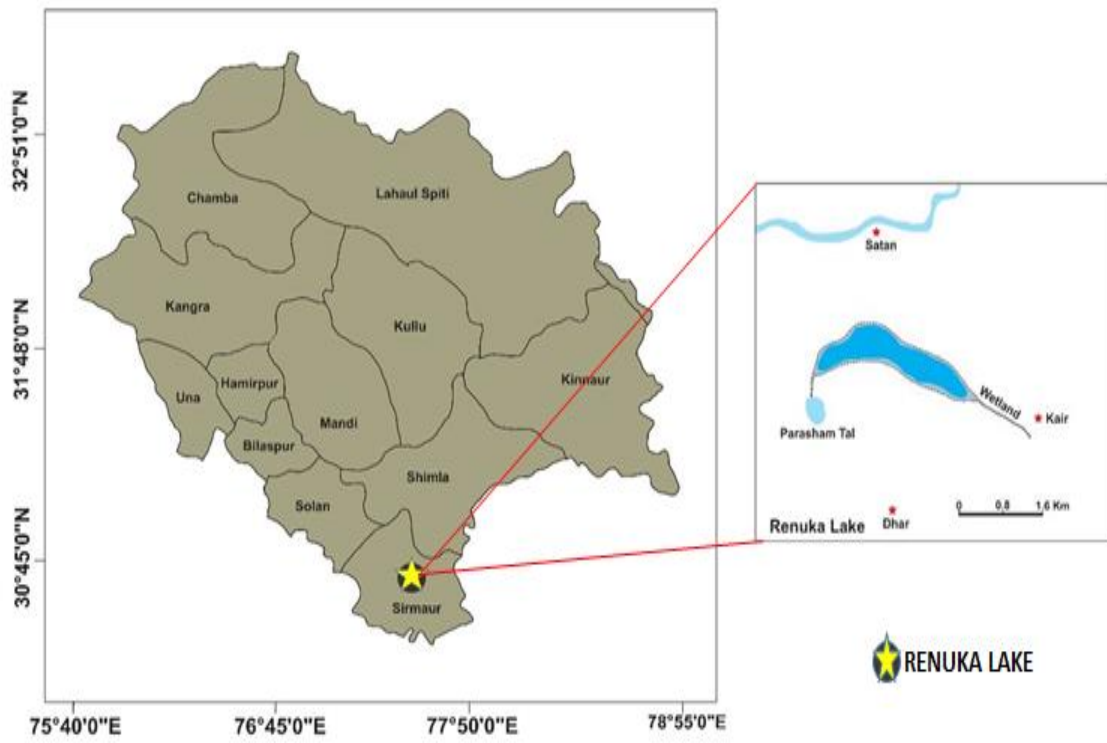 32°51'0"N
31°48'0"N
30°45'0"N
Chamba
Lahaul Spiti
Kangra
Kullu
Hamirpur
Una
Kinnaur
Mandi
Bilaspur
Shimla
Solan
Sirmaur
75°40'0"E
76°45'0"E
77°50'0"E
78°55'0"E
Satan
Wetland
Kair
Parasham Tal
0 0.8 1.6 Km
Renuka Lake
Dhar
RENUKA LAKE